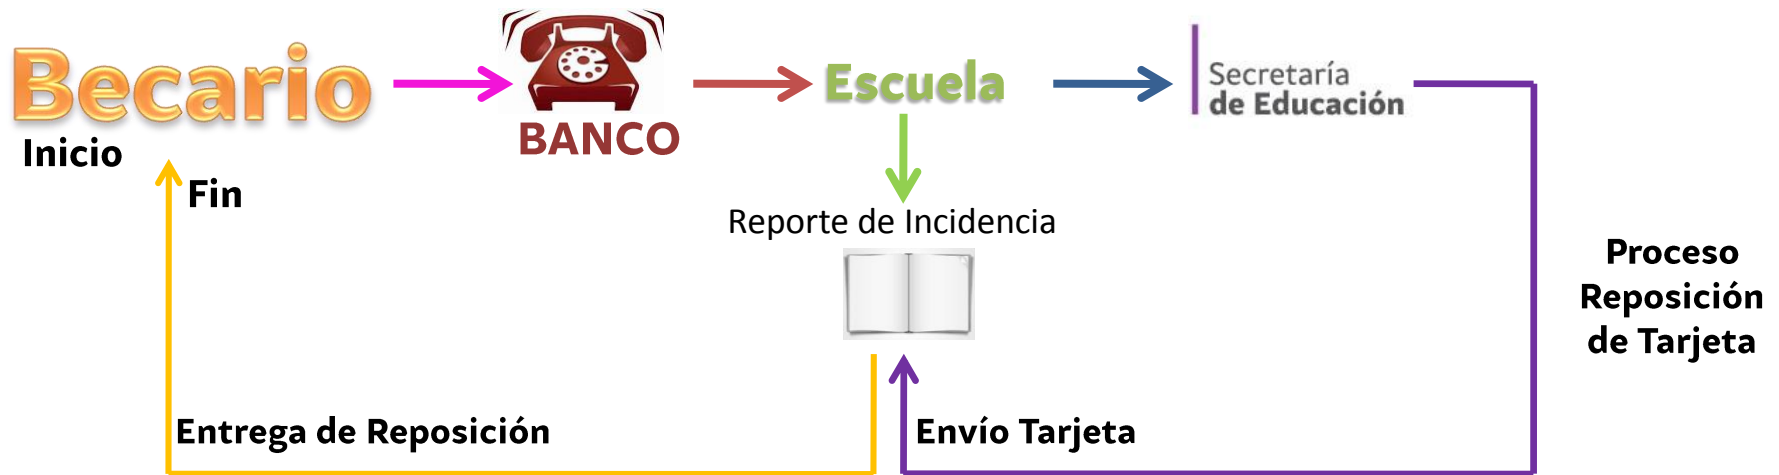 Becario
Inicio
Fin
BANCO
Escuela
Secretaría
de Educación
Reporte de Incidencia
Proceso
Reposición
de Tarjeta
Entrega de Reposición
Envío Tarjeta